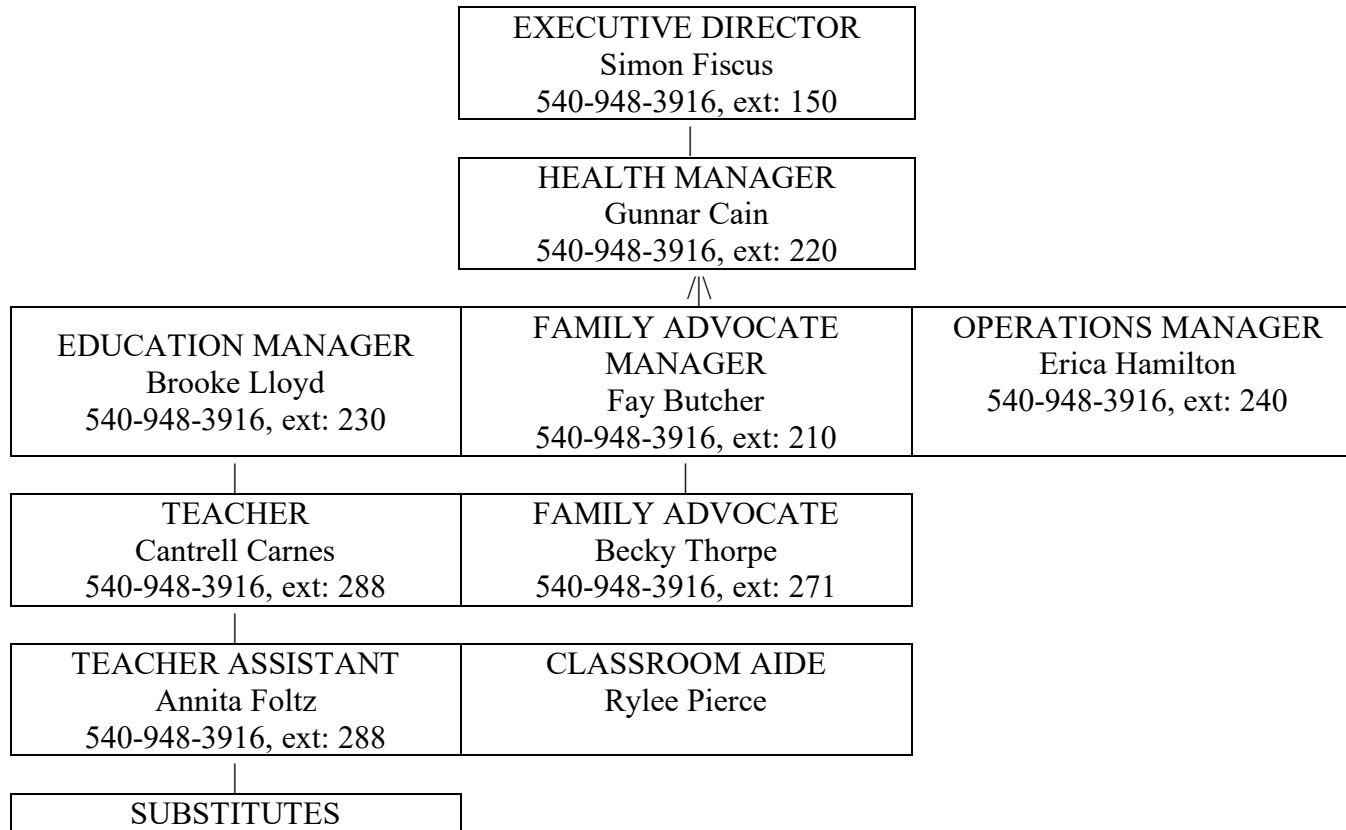 EXECUTIVE DIRECTOR
Simon Fiscus
540-948-3916, ext: 150
HEALTH MANAGER
Gunnar Cain
540-948-3916, ext: 220
EDUCATION MANAGER
Brooke Lloyd
540-948-3916, ext: 230
FAMILY ADVOCATE
MANAGER
Fay Butcher
540-948-3916, ext: 210
OPERATIONS MANAGER
Erica Hamilton
540-948-3916, ext: 240
TEACHER
Cantrell Carnes
540-948-3916, ext: 288
FAMILY ADVOCATE
Becky Thorpe
540-948-3916, ext: 271
TEACHER ASSISTANT
Annita Foltz
540-948-3916, ext: 288
CLASSROOM AIDE
Rylee Pierce
SUBSTITUTES